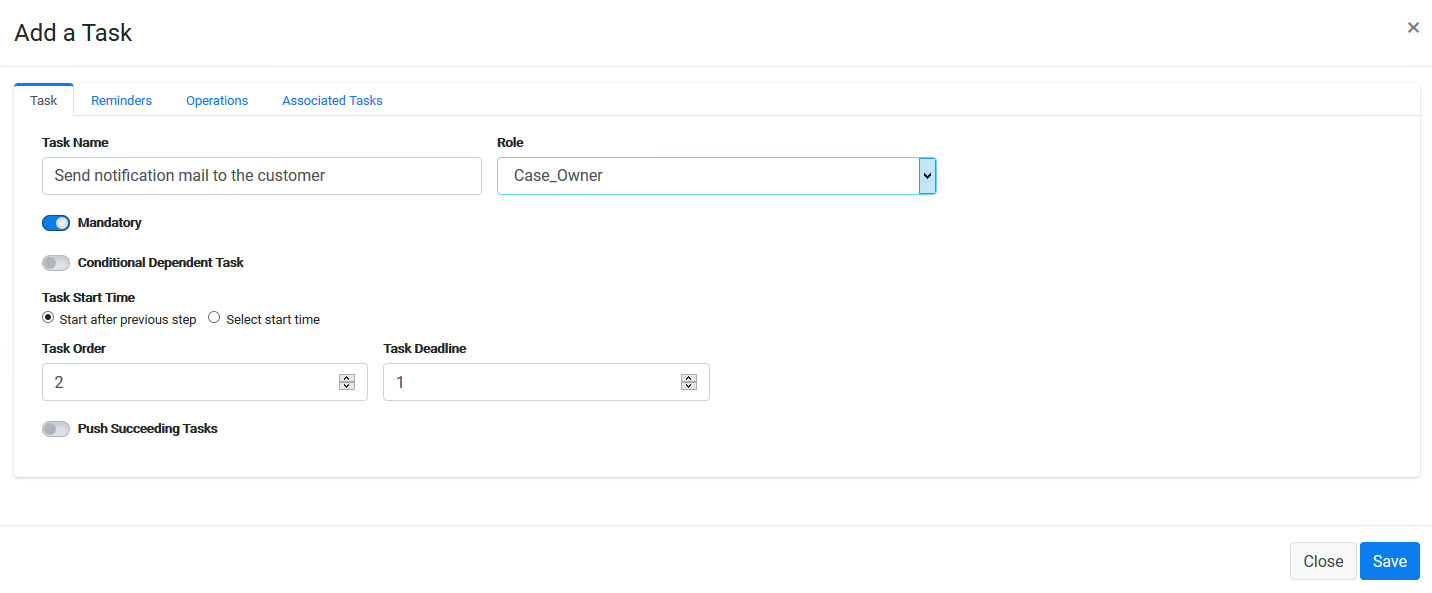 Add a Task
×
Task Reminders Operations Associated Tasks
Task Name Role
Send notification mail to the customer Case_Owner
Mandatory
Conditional Dependent Task
Task Start Time
Start after previous step Select start time
Task Order Task Deadline
2 1
Push Succeeding Tasks
Close Save